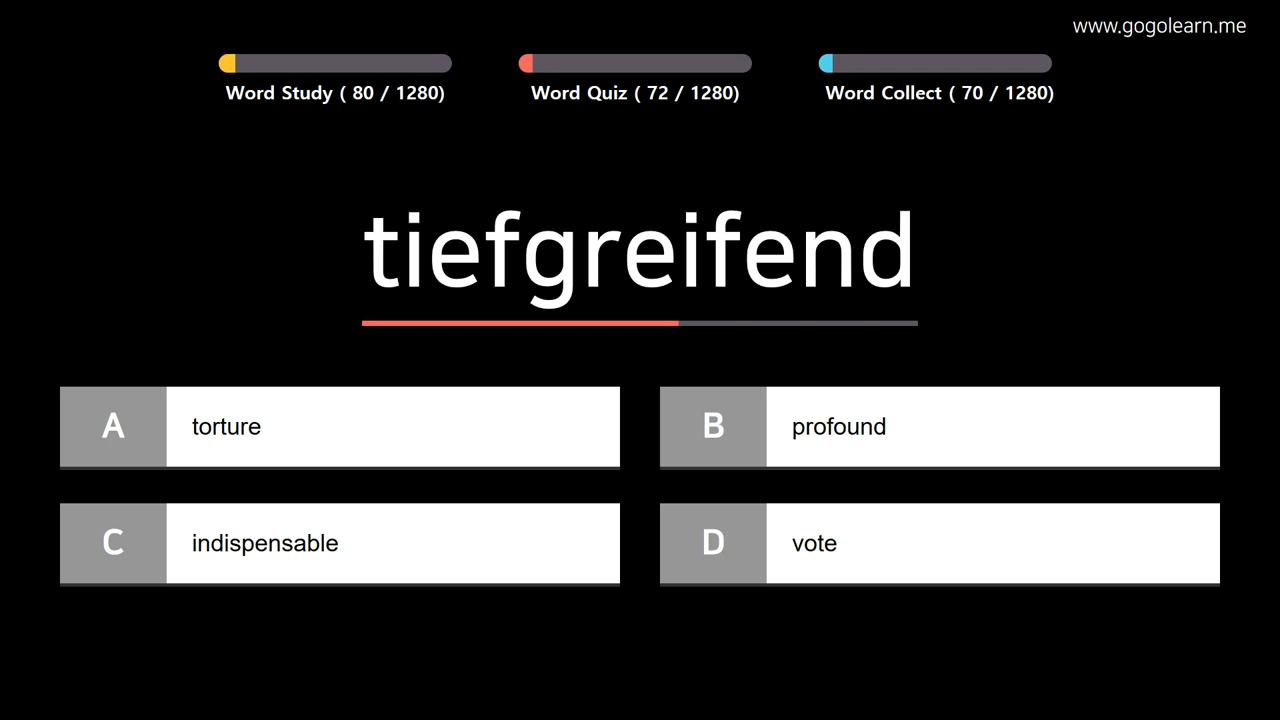 www.gogolearn.me
Word Study ( 80 / 1280)
Word Quiz ( 72 / 1280)
Word Collect ( 70 / 1280)
tiefgreifend
A torture
B profound
C indispensable
D vote